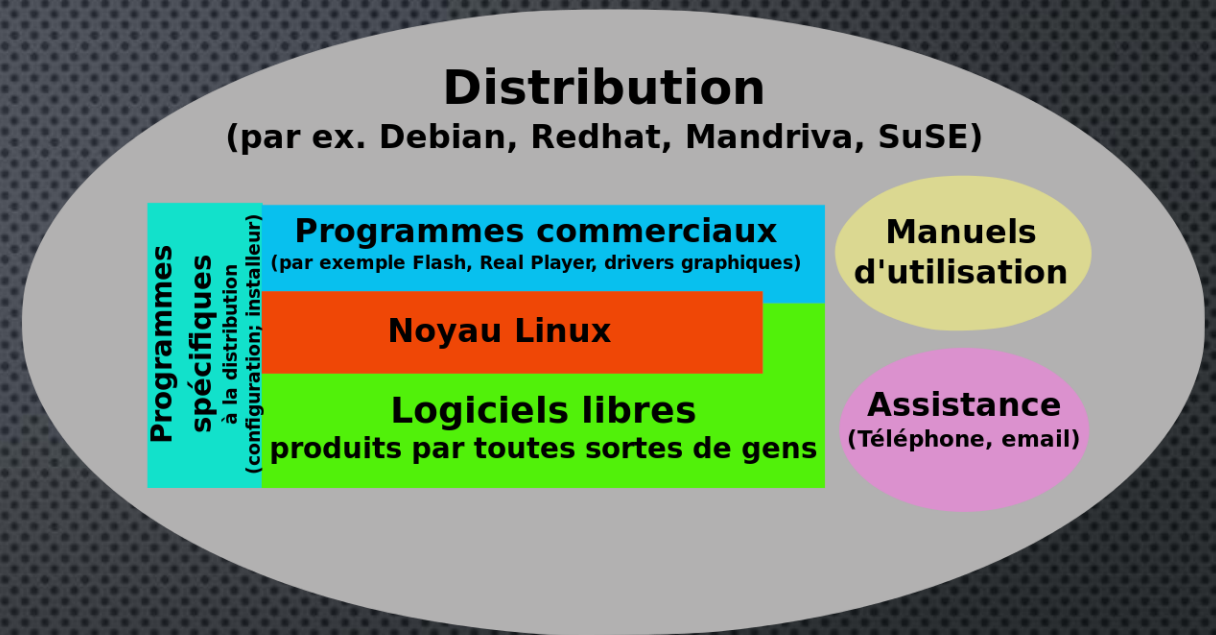 Distribution
(par ex. Debian, Redhat, Mandriva, SuSE)
Programmes
spécifiques
à la distribution
(configuration; installeur)
Programmes commerciaux
(par exemple Flash, Real Player, drivers graphiques)
Noyau Linux
Logiciels libres
produits par toutes sortes de gens
Manuels
d'utilisation
Assistance
(Téléphone, email)